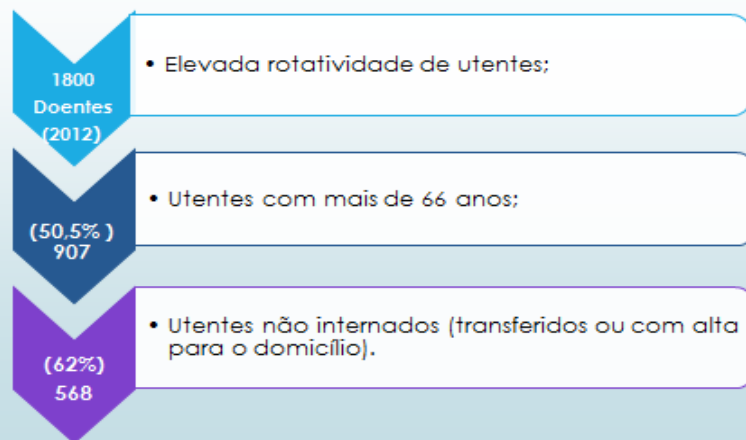 1800
Doentes
(2012)
• Elevada rotatividade de utentes;
(50,5% )
907
• Utentes com mais de 66 anos;
(62%)
568
• Utentes não internados (transferidos ou com alta
para o domicílio).